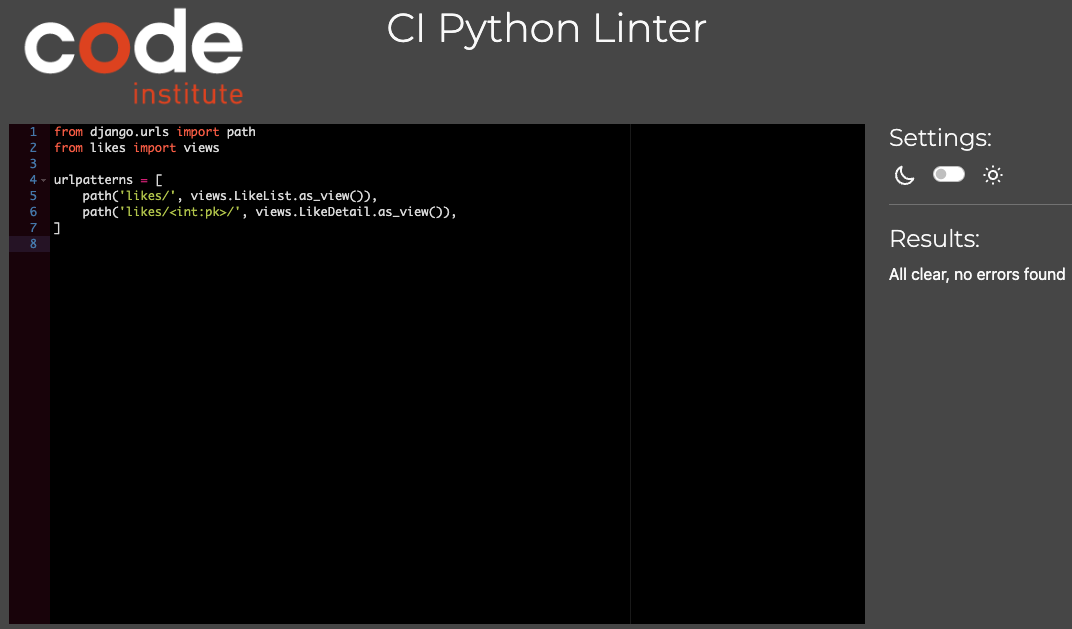 code
institute
CI Python Linter
1 from django.urls import path
2 from likes import views
3
4 urlpatterns = [
5     path('likes/', views.LikeList.as_view()),
6     path('likes/<int:pk>/', views.LikeDetail.as_view()),
7 ]
8
Settings:
Results:
All clear, no errors found